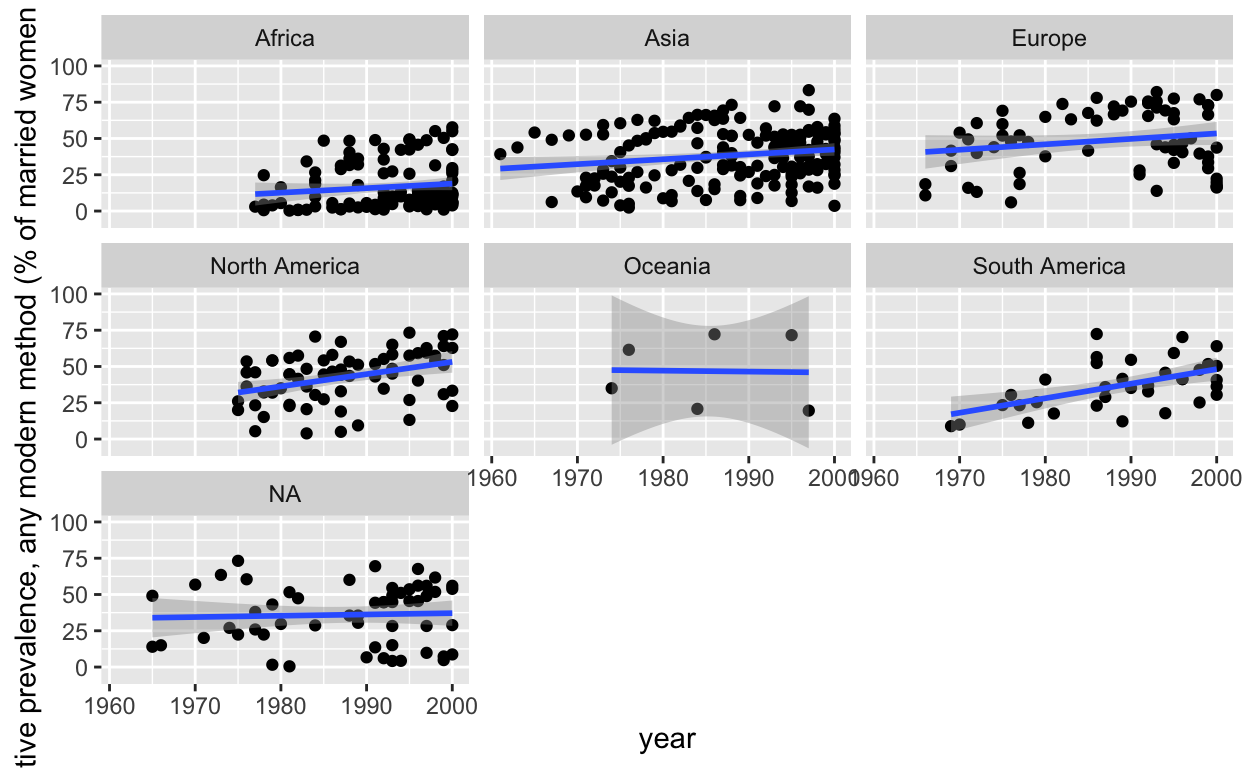 tive prevalence, any modern method (% of married women
Africa
Asia
Europe
100
75
50
25
0
North America
Oceania
South America
100
75
50
25
0
1960 1970 1980 1990 2000
1960 1970 1980 1990 2000
NA
100
75
50
25
0
1960 1970 1980 1990 2000
year